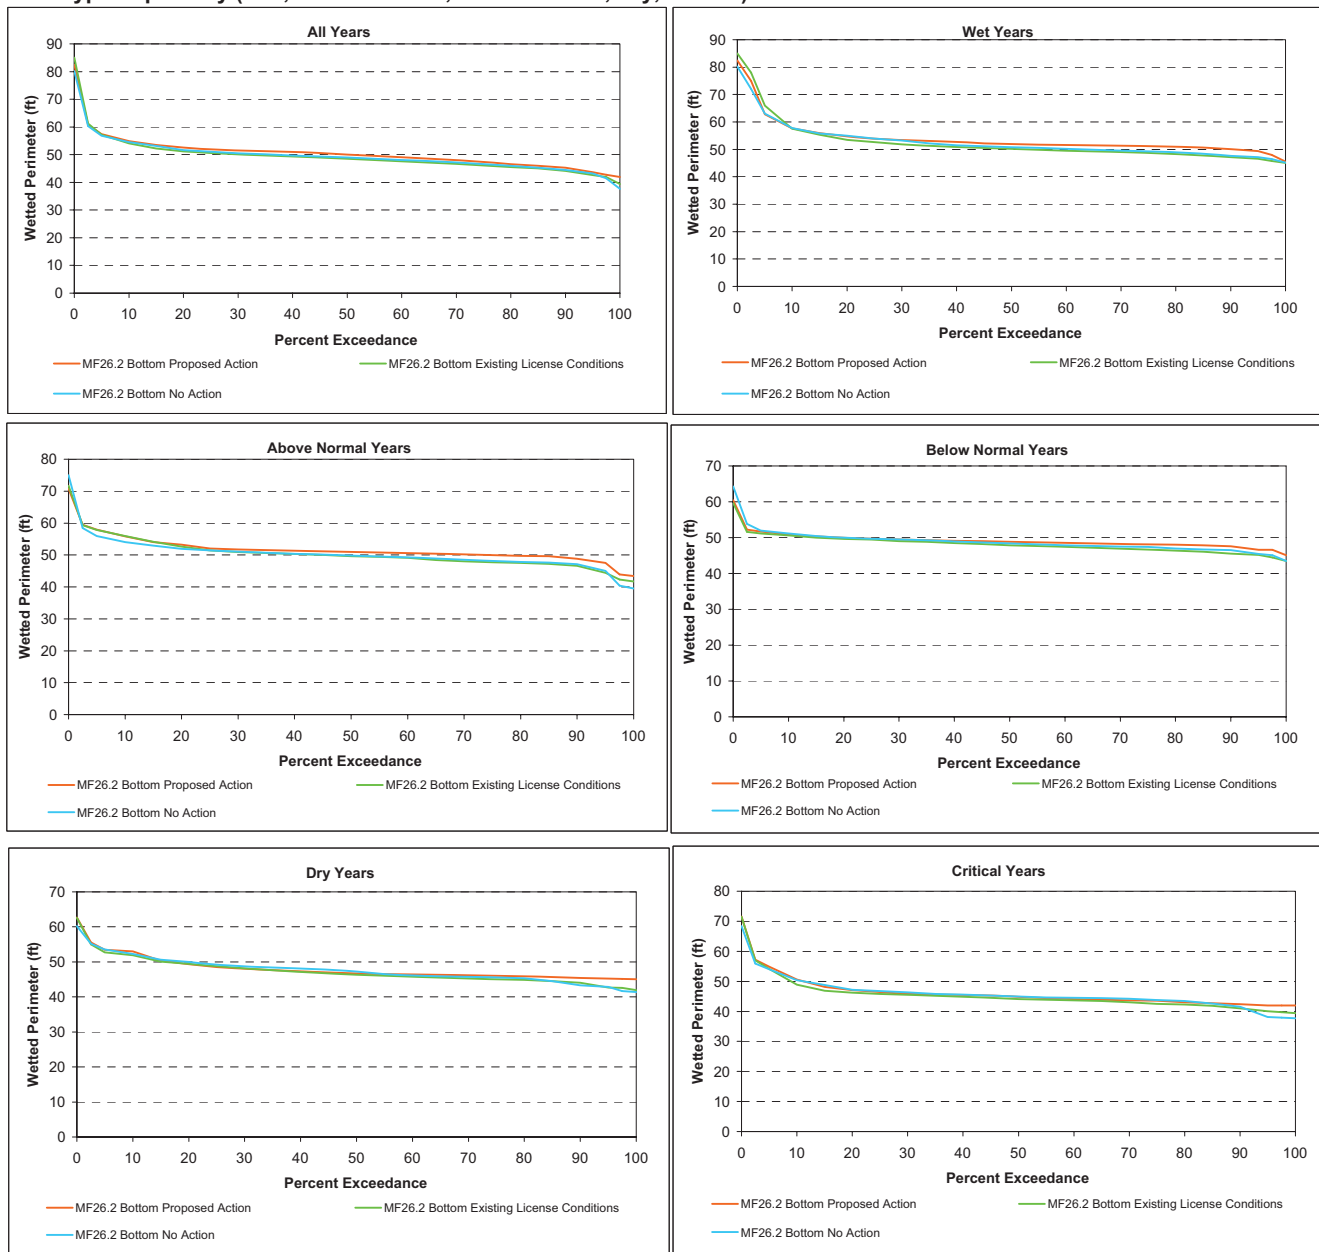 All Years
Wetted Perimeter (ft)
90
80
70
60
50
40
30
20
10
0
0 10 20 30 40 50 60 70 80 90 100
Percent Exceedance
MF26.2 Bottom Proposed Action
MF26.2 Bottom Existing License Conditions
MF26.2 Bottom No Action
Wet Years
Wetted Perimeter (ft)
90
80
70
60
50
40
30
20
10
0
0 10 20 30 40 50 60 70 80 90 100
Percent Exceedance
MF26.2 Bottom Proposed Action
MF26.2 Bottom Existing License Conditions
MF26.2 Bottom No Action
Above Normal Years
Wetted Perimeter (ft)
80
70
60
50
40
30
20
10
0
0 10 20 30 40 50 60 70 80 90 100
Percent Exceedance
MF26.2 Bottom Proposed Action
MF26.2 Bottom Existing License Conditions
MF26.2 Bottom No Action
Below Normal Years
Wetted Perimeter (ft)
70
60
50
40
30
20
10
0
0 10 20 30 40 50 60 70 80 90 100
Percent Exceedance
MF26.2 Bottom Proposed Action
MF26.2 Bottom Existing License Conditions
MF26.2 Bottom No Action
Dry Years
Wetted Perimeter (ft)
70
60
50
40
30
20
10
0
0 10 20 30 40 50 60 70 80 90 100
Percent Exceedance
MF26.2 Bottom Proposed Action
MF26.2 Bottom Existing License Conditions
MF26.2 Bottom No Action
Critical Years
Wetted Perimeter (ft)
80
70
60
50
40
30
20
10
0
0 10 20 30 40 50 60 70 80 90 100
Percent Exceedance
MF26.2 Bottom Proposed Action
MF26.2 Bottom Existing License Conditions
MF26.2 Bottom No Action